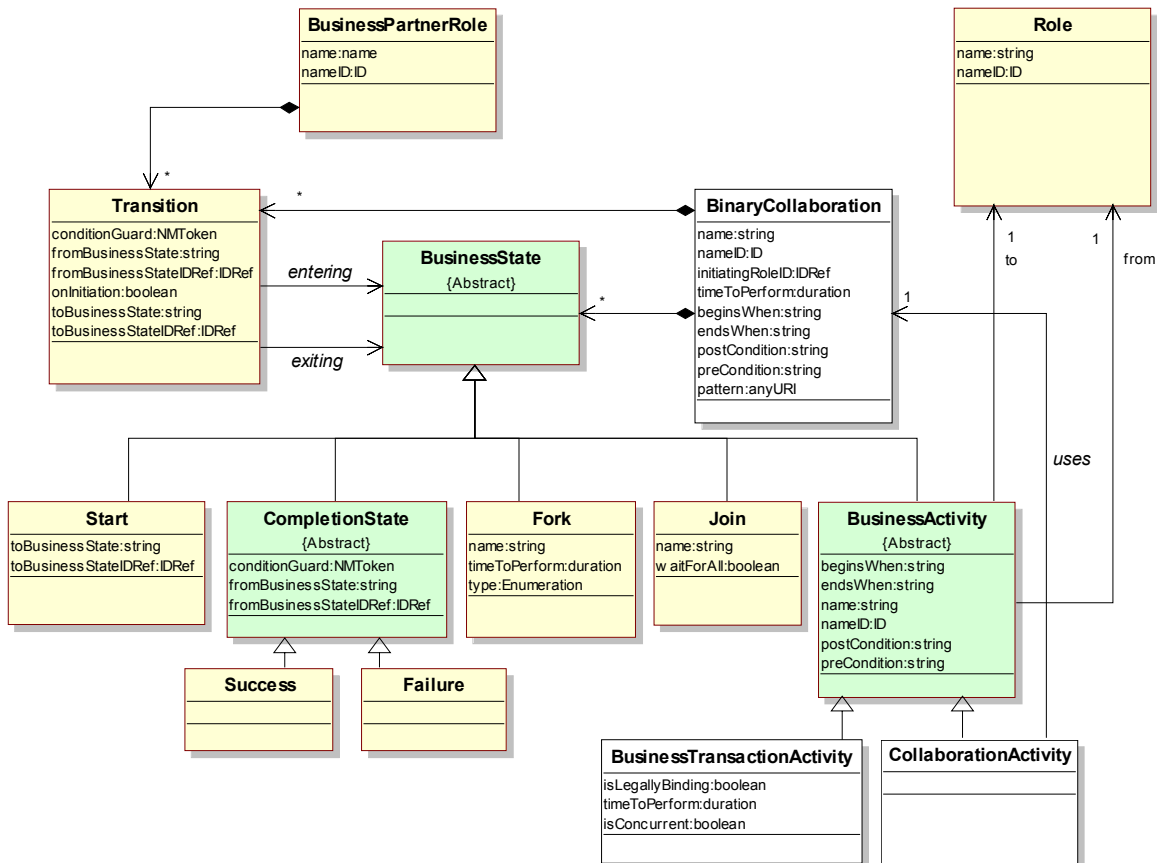 BusinessPartnerRole
name:name
nameID:ID
Role
name:string
nameID:ID
*
Transition
conditionGuard:NMToken
fromBusinessState:string
fromBusinessStateIDRef:IDRef
onInitiation:boolean
toBusinessState:string
toBusinessStateIDRef:IDRef
*
entering
exiting
BusinessState
{Abstract}
*
BinaryCollaboration
name:string
nameID:ID
initiatingRoleID:IDRef
timeToPerform:duration
beginsWhen:string
endsWhen:string
postCondition:string
preCondition:string
pattern:anyURI
1
1
to
1
from
uses
Start
toBusinessState:string
toBusinessStateIDRef:IDRef
CompletionState
{Abstract}
conditionGuard:NMToken
fromBusinessState:string
fromBusinessStateIDRef:IDRef
Fork
name:string
timeToPerform:duration
type:Enumeration
Join
name:string
waitForAll:boolean
BusinessActivity
{Abstract}
beginsWhen:string
endsWhen:string
name:string
nameID:ID
postCondition:string
preCondition:string
Success
Failure
BusinessTransactionActivity
isLegallyBinding:boolean
timeToPerform:duration
isConcurrent:boolean
CollaborationActivity